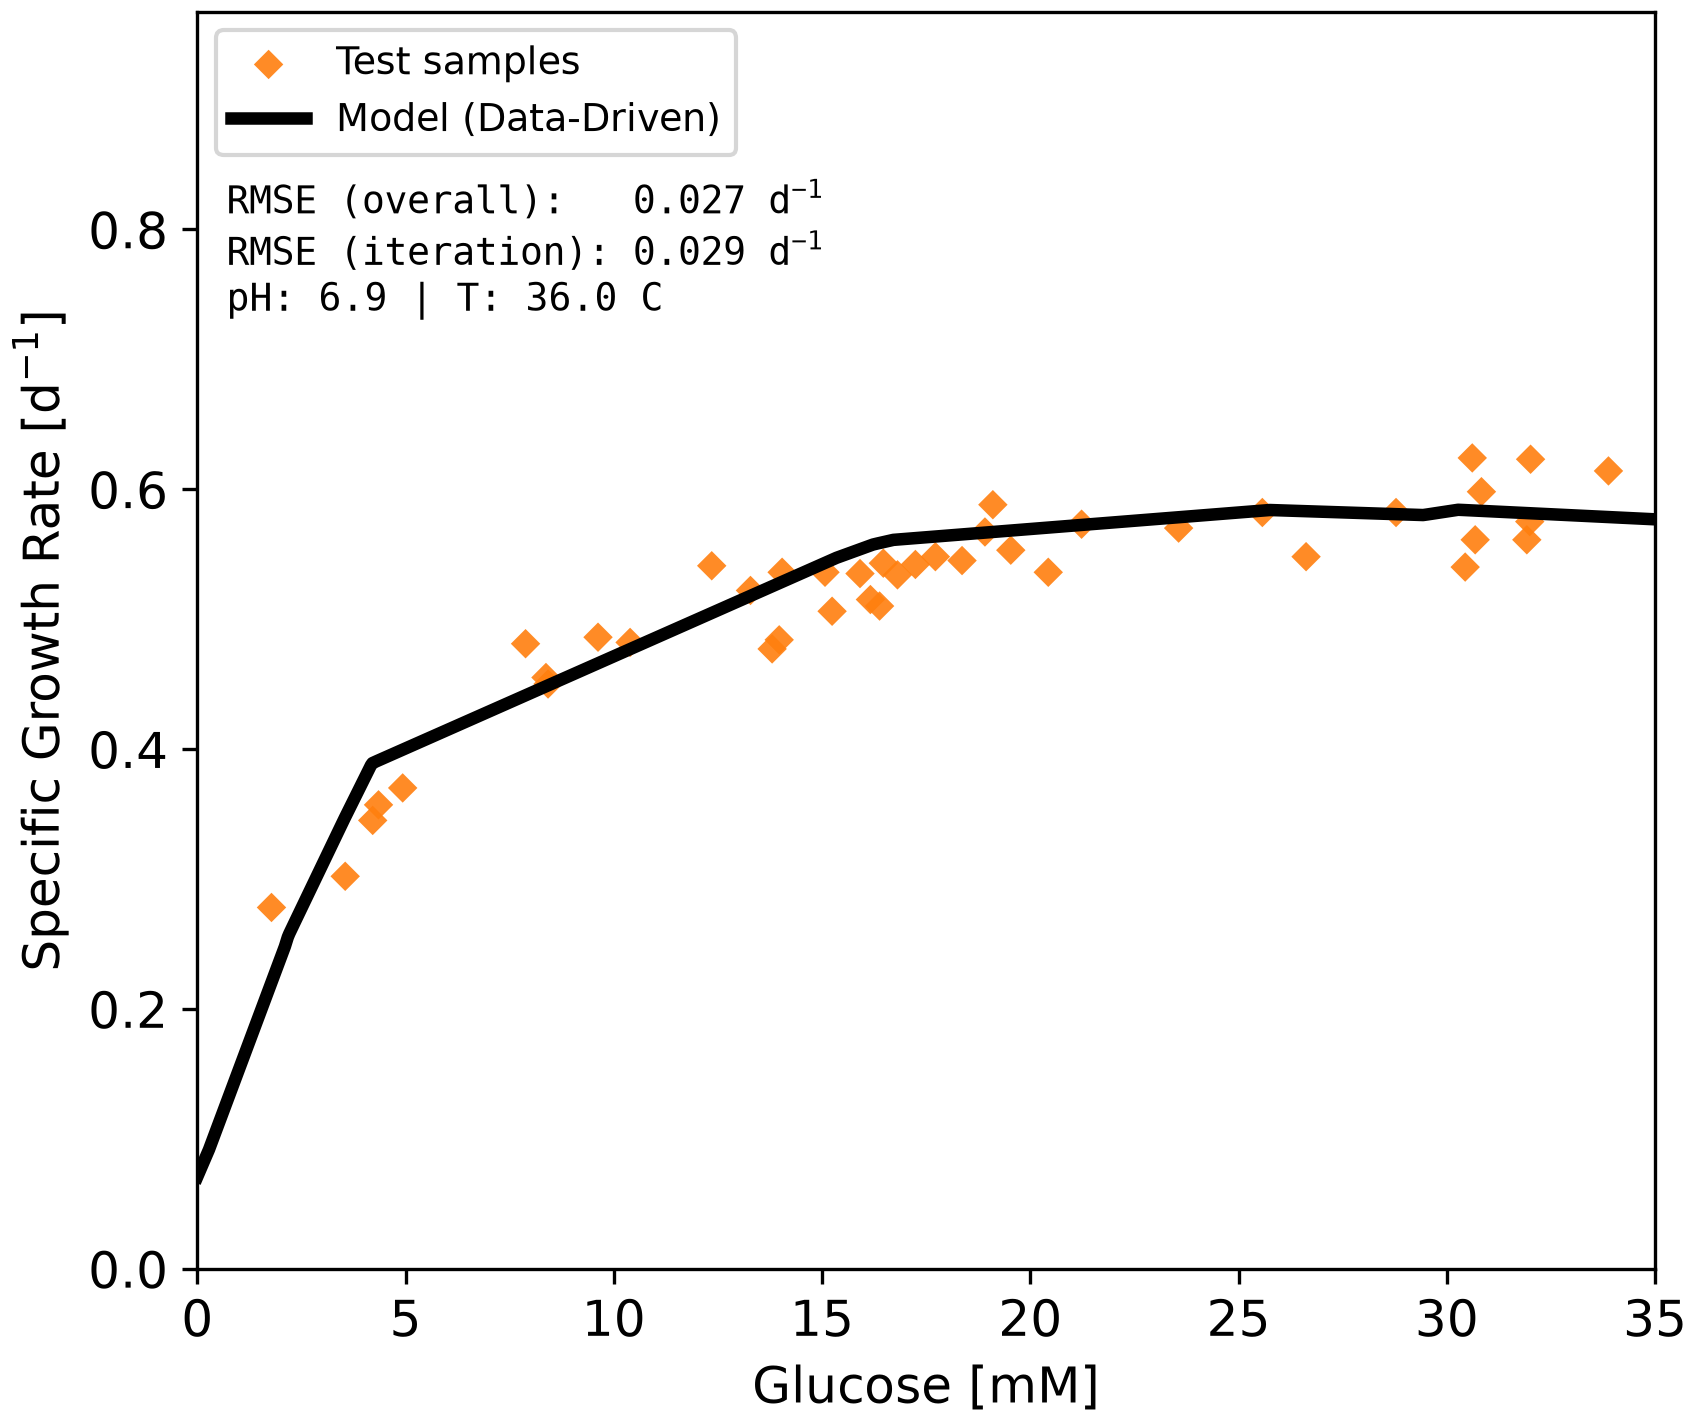 Test samples
Model (Data-Driven)
RMSE (overall):   0.027 d⁻¹
RMSE (iteration): 0.029 d⁻¹
pH: 6.9 | T: 36.0 C
Specific Growth Rate [d⁻¹]
0.8
0.6
0.4
0.2
0.0
0 5 10 15 20 25 30 35
Glucose [mM]